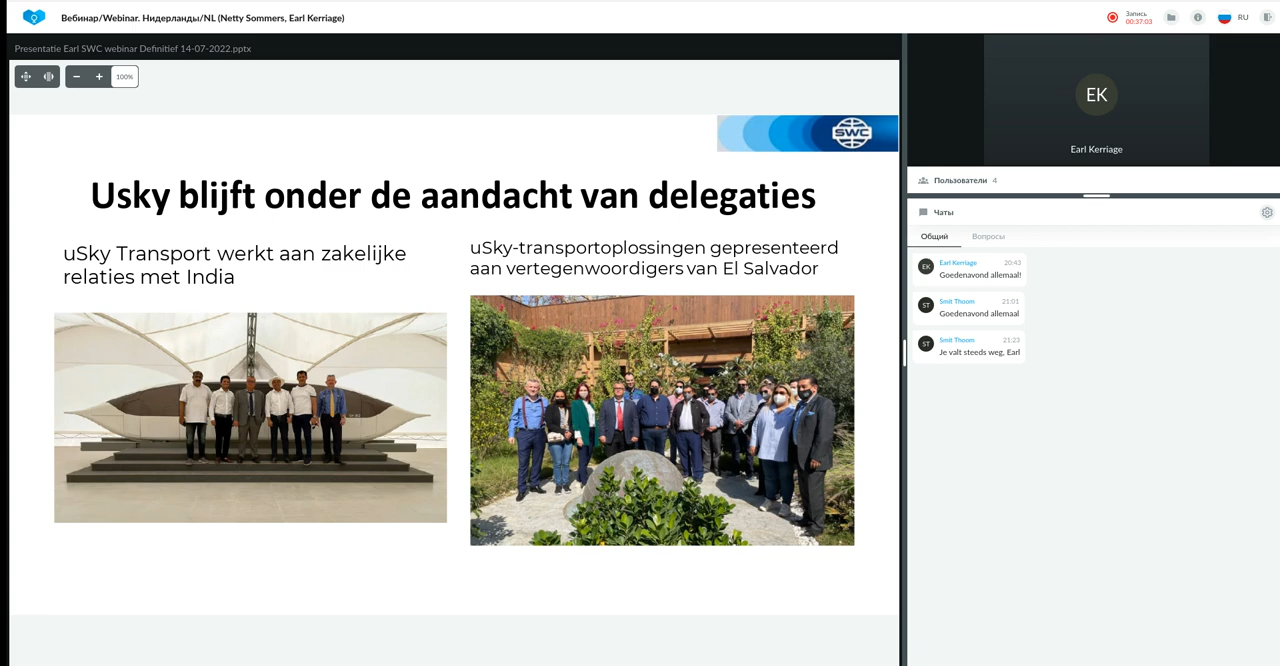 Вебинар/Webinar. Нидерланды/NL (Netty Sommers, Earl Kerriage)
Запись
00:37:03
RU
Presentatie Earl SWC webinar Definitief 14-07-2022.pptx
100%
SWC
Usky blijft onder de aandacht van delegaties
uSky Transport werkt aan zakelijke
relaties met India
uSky-transportoplossingen gepresenteerd
aan vertegenwoordigers van El Salvador
EK
Earl Kerriage
Пользователи 4
Чаты
Общий Вопросы
EK Earl Kerriage 20:43
Goedenavond allemaal!
ST Smit Thoom 21:01
Goedenavond allemaal
ST Smit Thoom 21:23
Je valt steeds weg, Earl